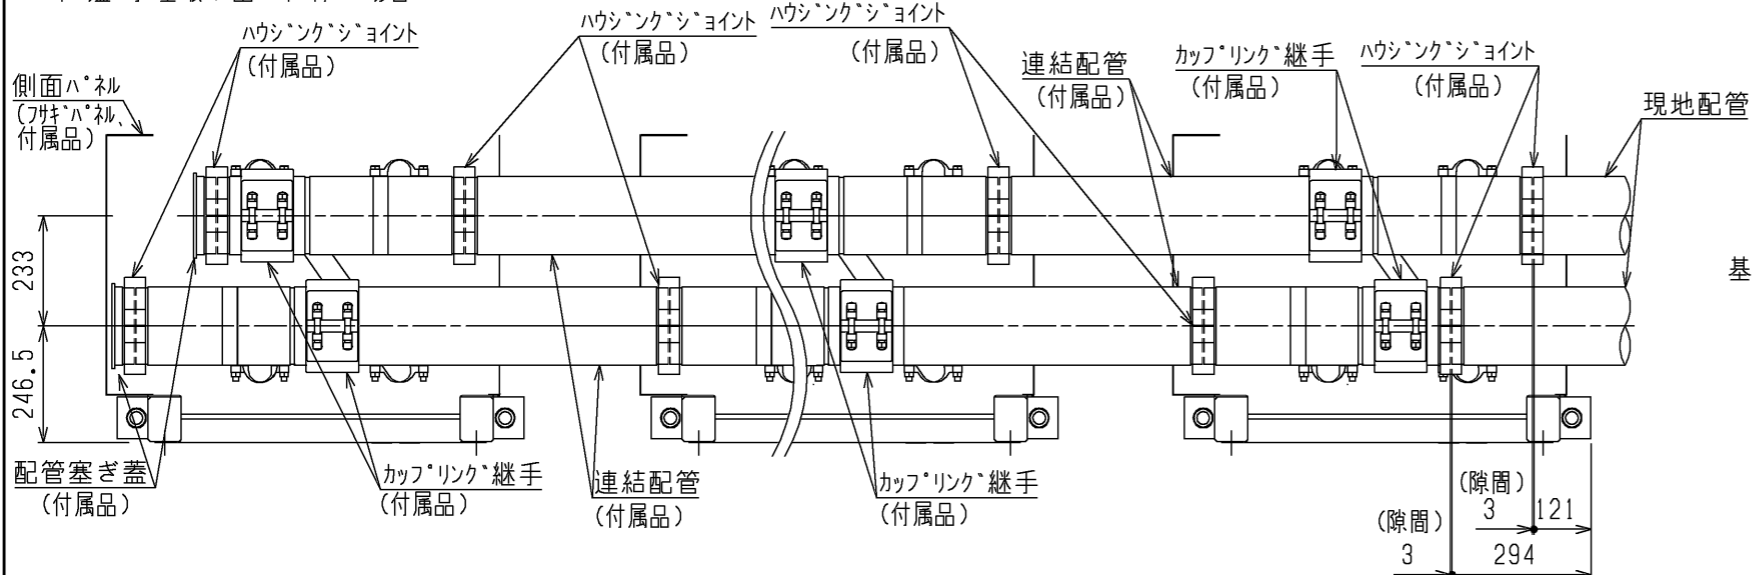 ハウジングジョイント
(付属品)
ハウジングジョイント
(付属品)
ハウジングジョイント
(付属品)
連結配管
(付属品)
カップリング継手
(付属品)
ハウジングジョイント
(付属品)
現地配管
側面パネル
(フサギパネル、
付属品)
233
246.5
基
配管塞ぎ蓋
(付属品)
カップリング継手
(付属品)
連結配管
(付属品)
カップリング継手
(付属品)
(隙間)
3
121
(隙間)
3
294